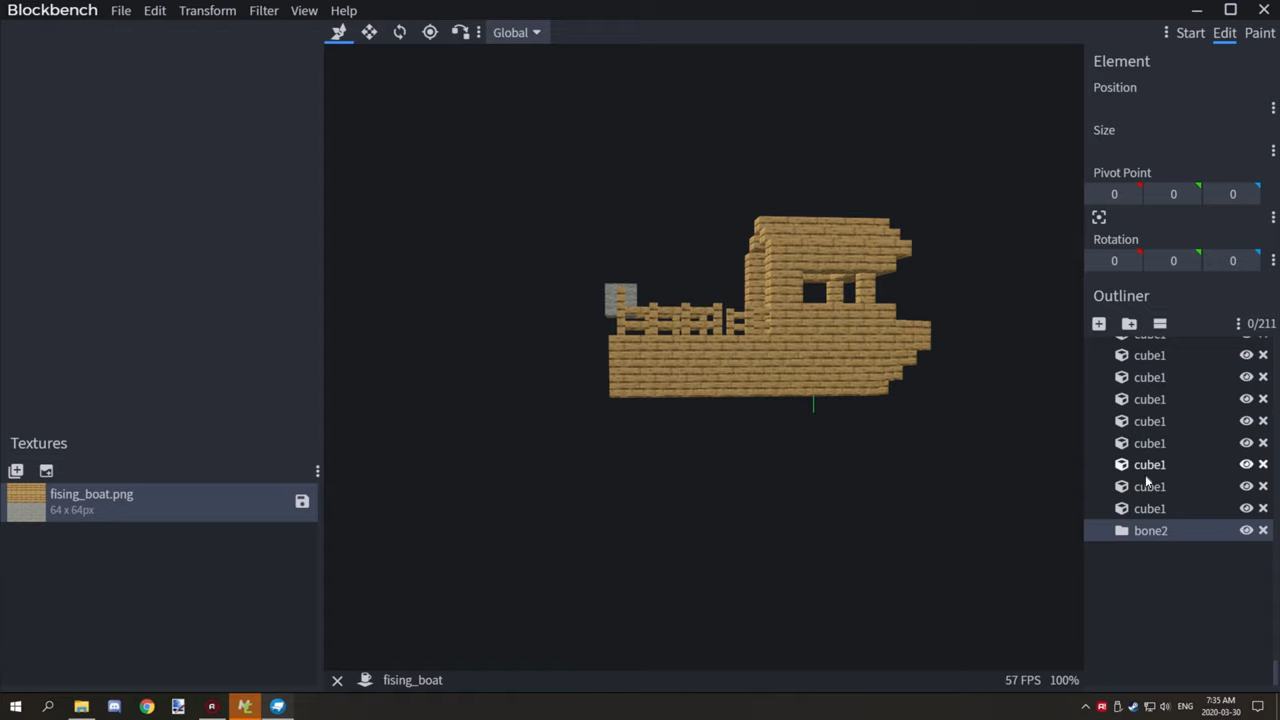 Blockbench File Edit Transform Filter View Help
Global
Start Edit Paint
Element
Position
Size
Pivot Point
0 0 0
Rotation
0 0 0
Outliner
0/211
cube1
cube1
cube1
cube1
cube1
cube1
cube1
cube1
cube1
bone2
Textures
fising_boat.png
64 x 64px
fising_boat
57 FPS 100%
ENG
7:35 AM
2020-03-30